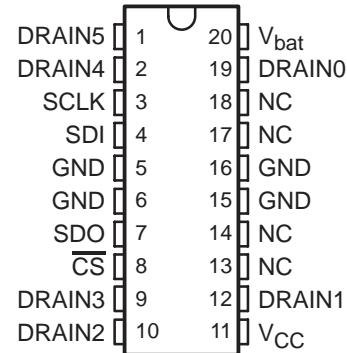 DRAIN5 1 20 Vbat
DRAIN4 2 19 DRAIN0
SCLK 3 18 NC
SDI 4 17 NC
GND 5 16 GND
GND 6 15 GND
SDO 7 14 NC
C̅S̅ 8 13 NC
DRAIN3 9 12 DRAIN1
DRAIN2 10 11 VCC